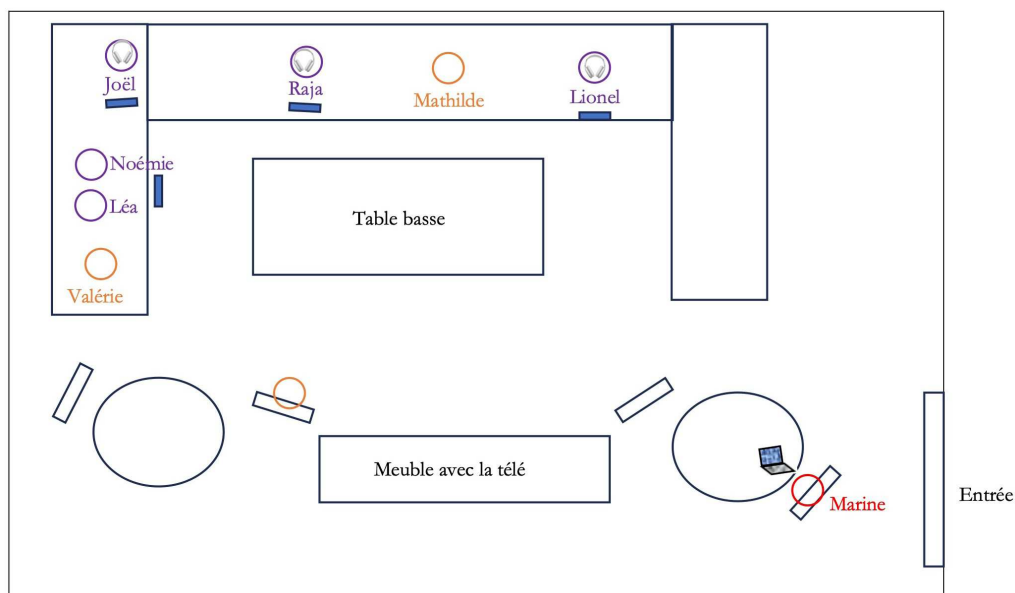 Joël
Raja
Mathilde
Lionel
Noémie
Léa
Table basse
Valérie
Meuble avec la télé
Marine
Entrée